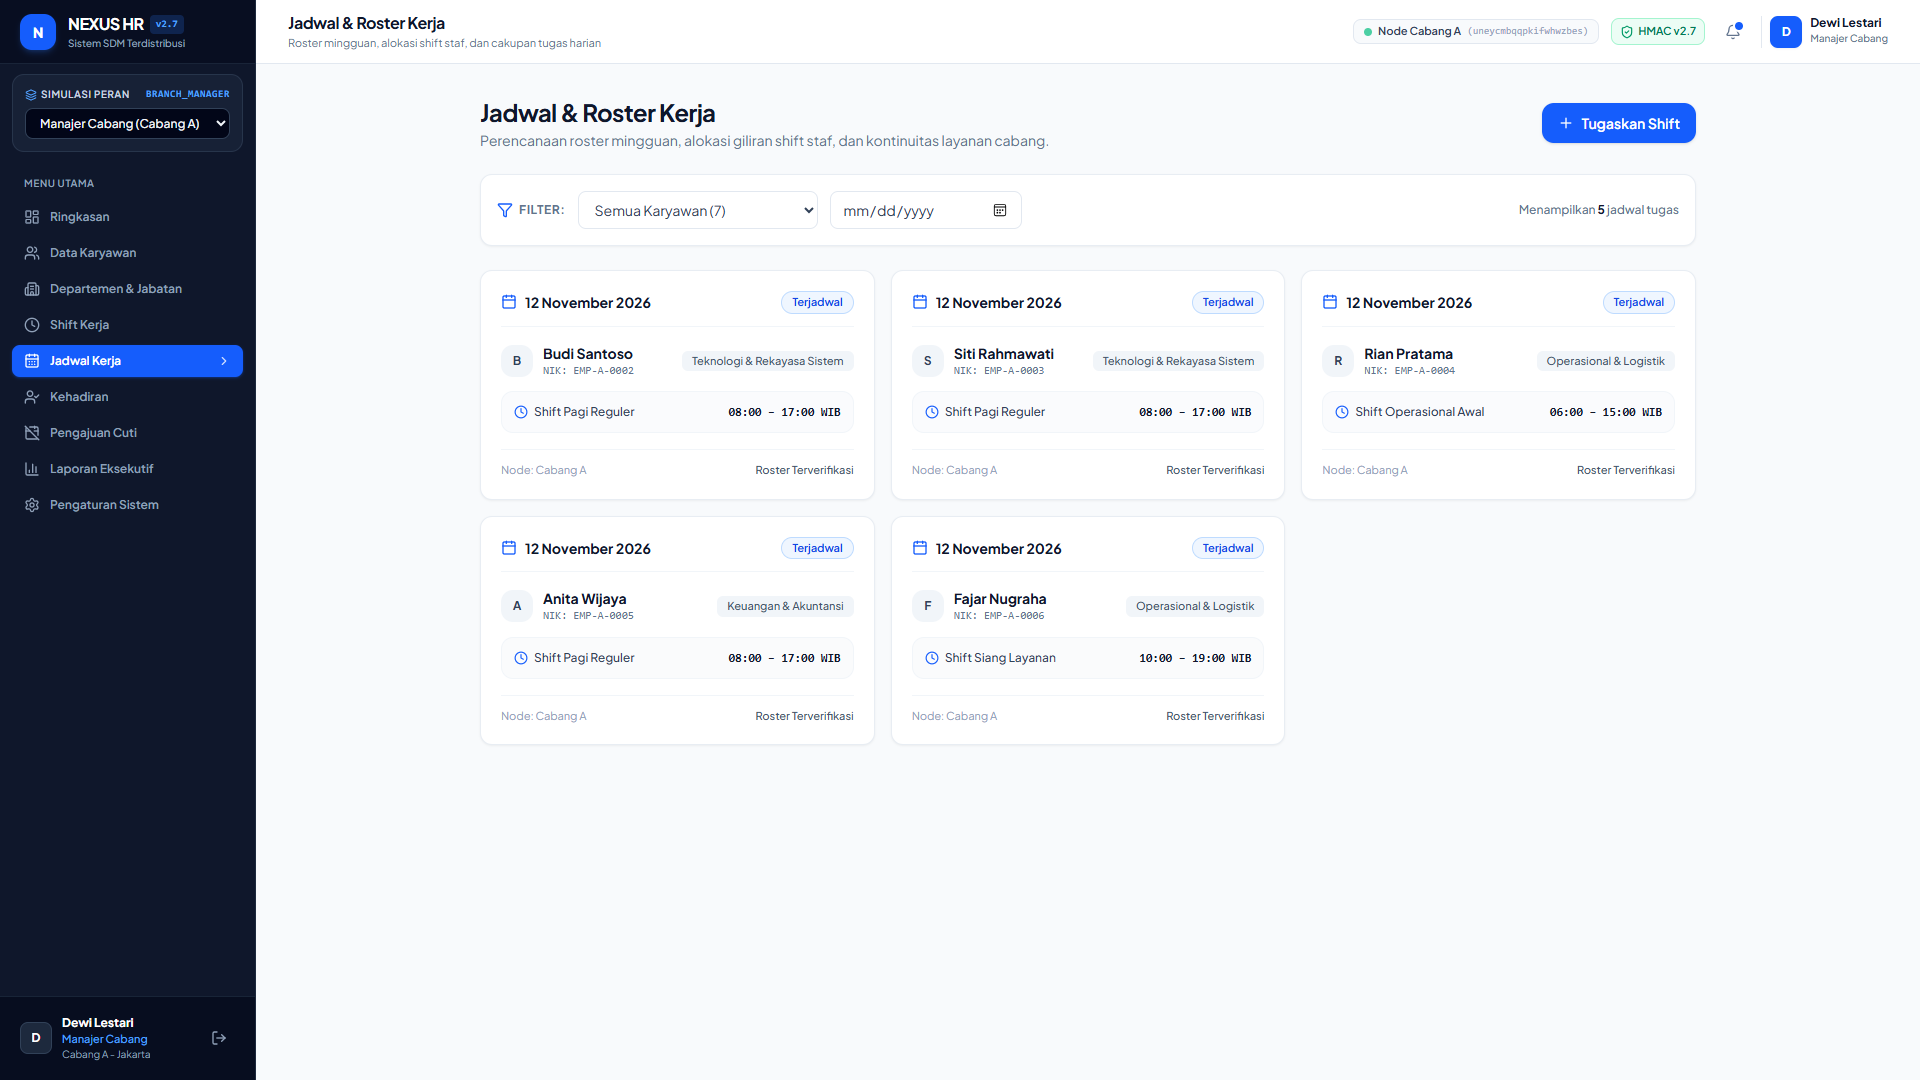 N
NEXUS HR v2.7
Sistem SDM Terdistribusi
SIMULASI PERAN BRANCH_MANAGER
Manajer Cabang (Cabang A)
MENU UTAMA
Ringkasan
Data Karyawan
Departemen & Jabatan
Shift Kerja
Jadwal Kerja
Kehadiran
Pengajuan Cuti
Laporan Eksekutif
Pengaturan Sistem
D
Dewi Lestari
Manajer Cabang
Cabang A - Jakarta
Jadwal & Roster Kerja
Roster mingguan, alokasi shift staf, dan cakupan tugas harian
Node Cabang A (uneycmbqqpkifwhwzbes)
HMAC v2.7
D
Dewi Lestari
Manajer Cabang
Jadwal & Roster Kerja
Perencanaan roster mingguan, alokasi giliran shift staf, dan kontinuitas layanan cabang.
+ Tugaskan Shift
FILTER: Semua Karyawan (7) mm/dd/yyyy
Menampilkan 5 jadwal tugas
12 November 2026 Terjadwal
B
Budi Santoso
NIK: EMP-A-0002
Teknologi & Rekayasa Sistem
Shift Pagi Reguler 08:00 – 17:00 WIB
Node: Cabang A Roster Terverifikasi
12 November 2026 Terjadwal
S
Siti Rahmawati
NIK: EMP-A-0003
Teknologi & Rekayasa Sistem
Shift Pagi Reguler 08:00 – 17:00 WIB
Node: Cabang A Roster Terverifikasi
12 November 2026 Terjadwal
R
Rian Pratama
NIK: EMP-A-0004
Operasional & Logistik
Shift Operasional Awal 06:00 – 15:00 WIB
Node: Cabang A Roster Terverifikasi
12 November 2026 Terjadwal
A
Anita Wijaya
NIK: EMP-A-0005
Keuangan & Akuntansi
Shift Pagi Reguler 08:00 – 17:00 WIB
Node: Cabang A Roster Terverifikasi
12 November 2026 Terjadwal
F
Fajar Nugraha
NIK: EMP-A-0006
Operasional & Logistik
Shift Siang Layanan 10:00 – 19:00 WIB
Node: Cabang A Roster Terverifikasi